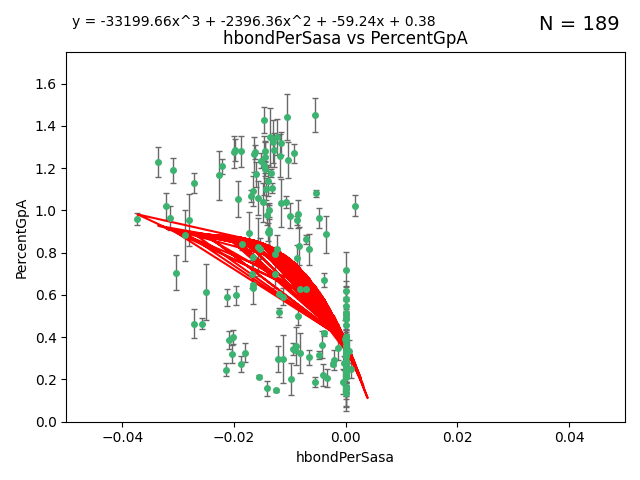 y = -33199.66x^3 + -2396.36x^2 + -59.24x + 0.38
N = 189
hbondPerSasa vs PercentGpA
PercentGpA
1.6
1.4
1.2
1.0
0.8
0.6
0.4
0.2
0.0
−0.04
−0.02
0.00
0.02
0.04
hbondPerSasa